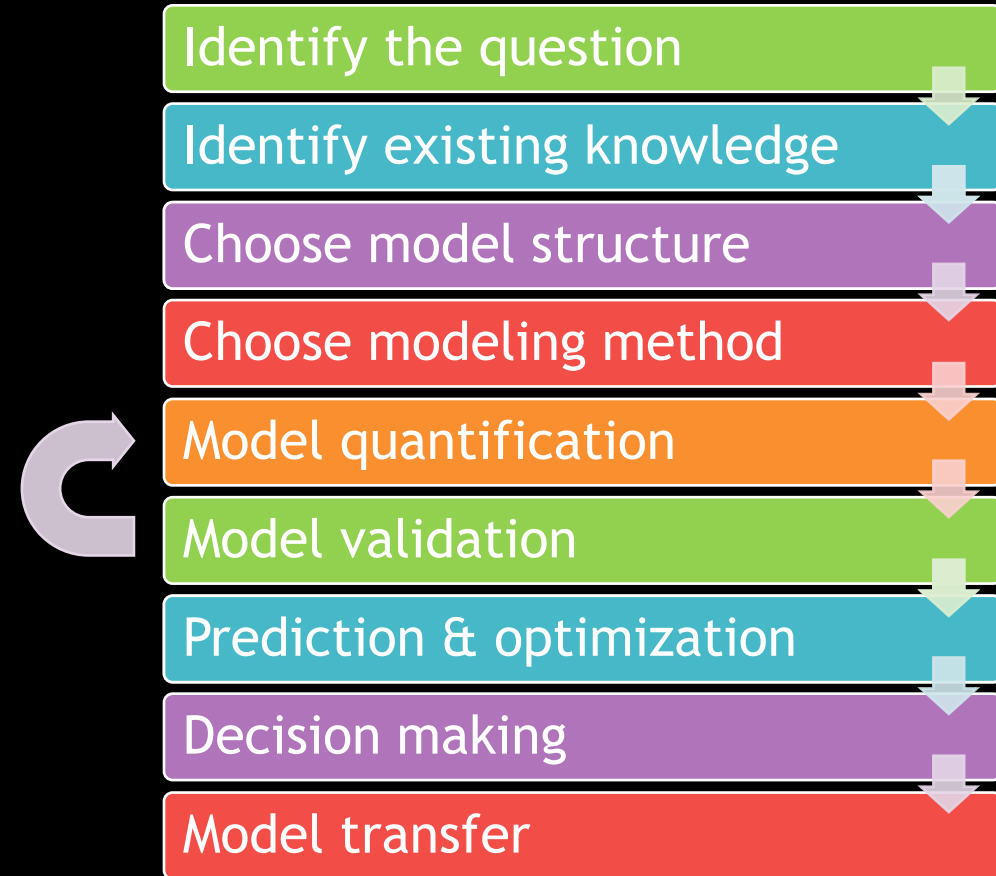 Identify the question
Identify existing knowledge
Choose model structure
Choose modeling method
Model quantification
Model validation
Prediction & optimization
Decision making
Model transfer